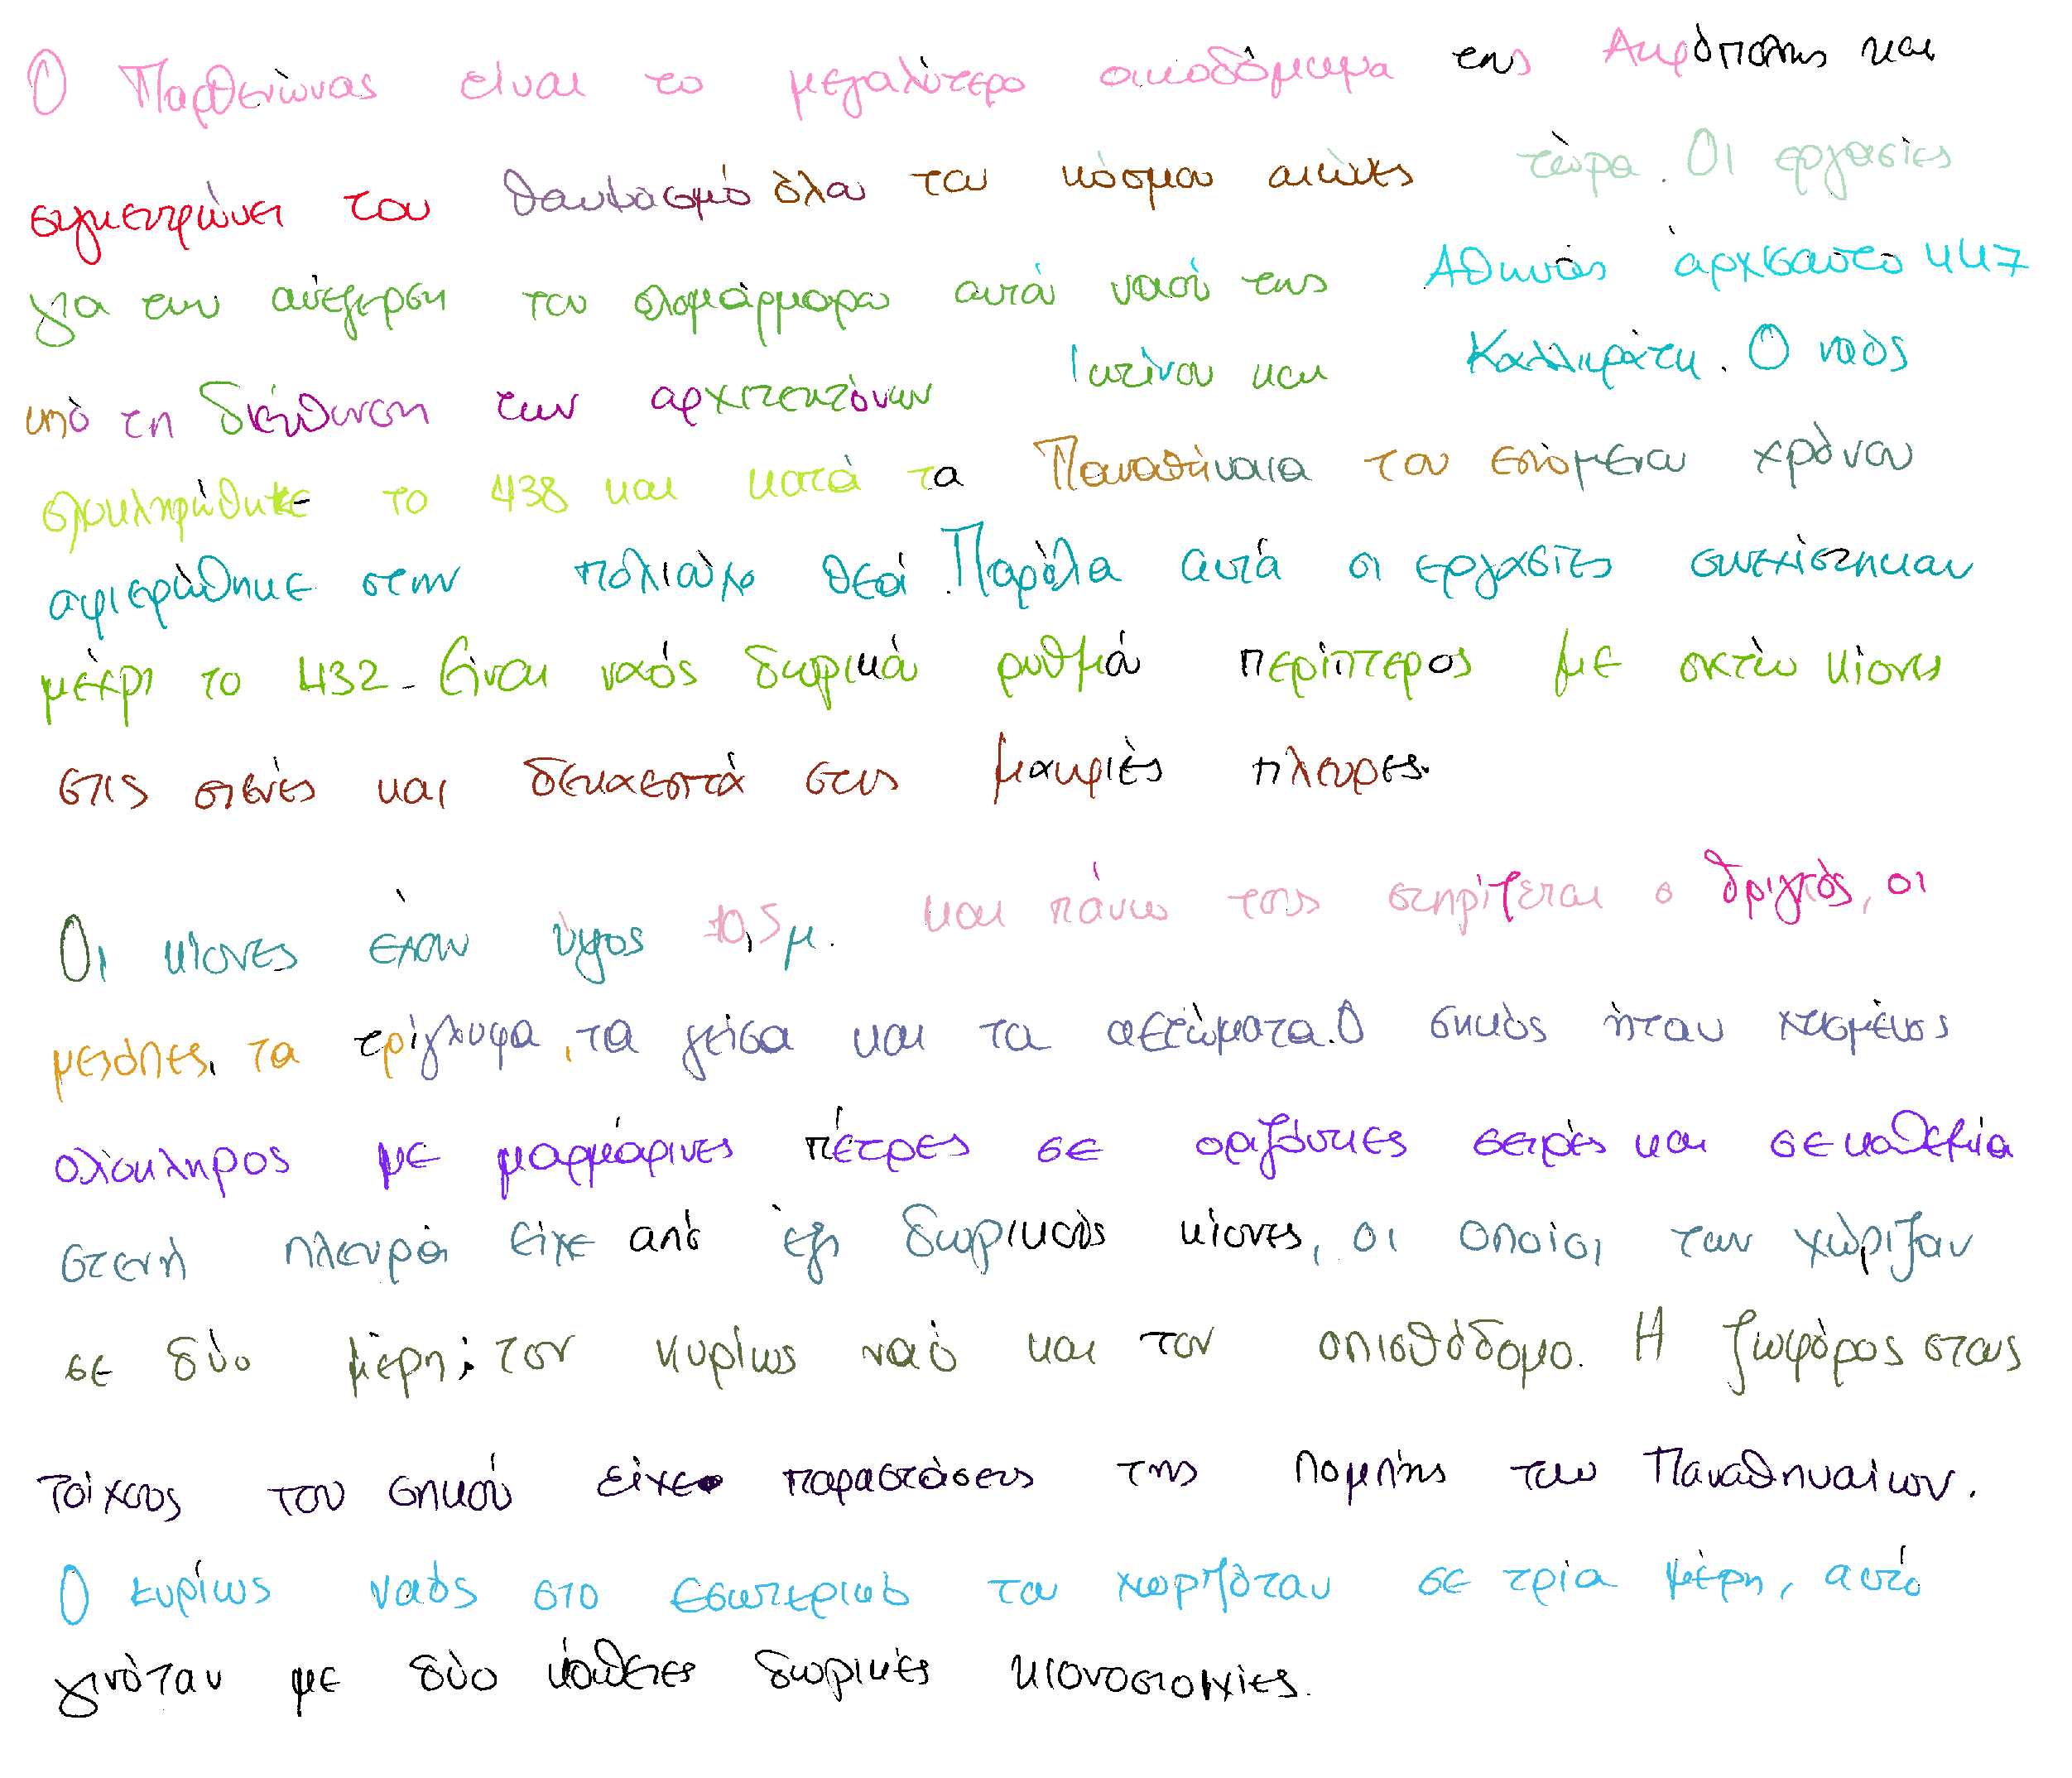 Ο Παρθενώνας είναι το μεγαλύτερο οικοδόμημα της Ακρόπολης και
συγκεντρώνει τον θαυμασμό όλου του κόσμου αιώνες τώρα. Οι εργασίες
για την ανέγερση του ολομάρμαρου αυτού ναού της Αθηνάς άρχισαν το 447
υπό τη διεύθυνση των αρχιτεκτόνων Ικτίνου και Καλλικράτη. Ο ναός
ολοκληρώθηκε το 438 και κατά τα Παναθήναια του επόμενου χρόνου
αφιερώθηκε στην πολιούχο θεά. Παρόλα αυτά οι εργασίες συνεχίστηκαν
μέχρι το 432. Είναι ναός δωρικού ρυθμού περίπτερος με οκτώ κίονες
στις στενές και δεκαεπτά στις μακριές πλευρες.
Οι κίονες έχουν ύψος 10,5μ. και πάνω τους στηρίζεται ο θριγκός, οι
μετόπες, τα τρίγλυφα, τα γείσα και τα αετώματα. Ο σηκός ήταν χτισμένος
ολόκληρος με μαρμάρινες πέτρες σε οριζόντιες σειρές και σε καθεμία
στενή πλευρά είχε από έξι δωρικούς κίονες, οι οποίοι τον χώριζαν
σε δύο μέρη: τον κυρίως ναό και τον οπισθόδομο. Η ζωφόρος στους
τοίχους του σηκού είχε παραστάσεις της πομπής των Παναθηναίων.
Ο κυρίως ναός στο εσωτερικό του χωριζόταν σε τρία μέρη, αυτό
γινόταν με δύο κάθετες δωρικές κιονοστοιχίες.